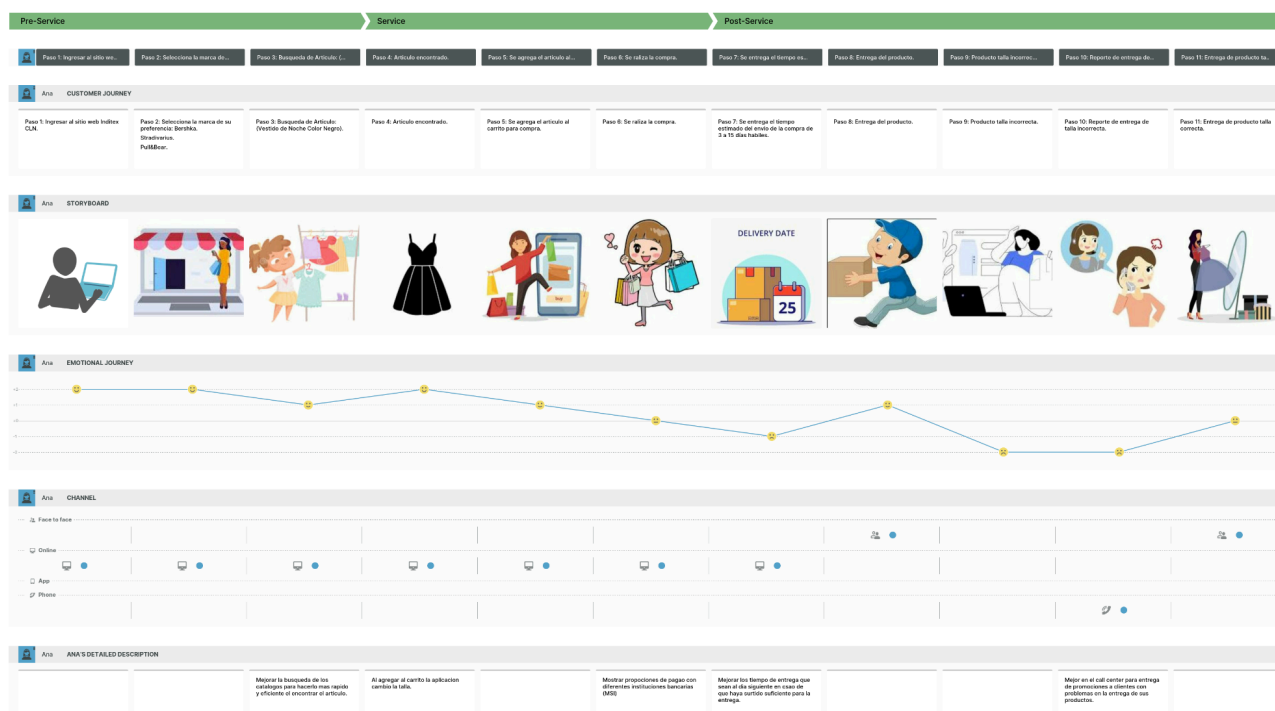 Pre-Service
Service
Post-Service
Paso 1: Ingresar al sitio we...
Paso 2: Selecciona la marca de...
Paso 3: Busqueda de Articulo: (...
Paso 4: Articulo encontrado.
Paso 5: Se agrega el articulo al...
Paso 6: Se raliza la compra.
Paso 7: Se entrega el tiempo es...
Paso 8: Entrega del producto.
Paso 9: Producto talla incorrec...
Paso 10: Reporte de entrega de...
Paso 11: Entrega de producto ta..
Ana CUSTOMER JOURNEY
Paso 1: Ingresar al sitio web Inditex
CLN.
Paso 2: Selecciona la marca de su
preferencia: Bershka.
Stradivarius.
Pull&Bear.
Paso 3: Busqueda de Articulo:
(Vestido de Noche Color Negro).
Paso 4: Articulo encontrado.
Paso 5: Se agrega el articulo al
carrito para compra.
Paso 6: Se raliza la compra.
Paso 7: Se entrega el tiempo
estimado del envio de la compra de
3 a 15 dias habiles.
Paso 8: Entrega del producto.
Paso 9: Producto talla incorrecta.
Paso 10: Reporte de entrega de
talla incorrecta.
Paso 11: Entrega de producto talla
correcta.
Ana STORYBOARD
DELIVERY DATE
25
Ana EMOTIONAL JOURNEY
Ana CHANNEL
Face to face
Online
App
Phone
Ana ANA'S DETAILED DESCRIPTION
Mejorar la busqueda de los
catalogos para hacerlo mas rapido
y eficiente el encontrar el articulo.
Al agregar al carrito la aplicacion
cambio la talla.
Mostrar propociones de pagao con
diferentes instituciones bancarias
(MSI)
Mejorar los tiempo de entrega que
sean al dia siguiente en csao de
que haya surtido suficiente para la
entrega.
Mejor en el call center para entrega
de promociones a clientes con
problemas en la entrega de sus
productos.